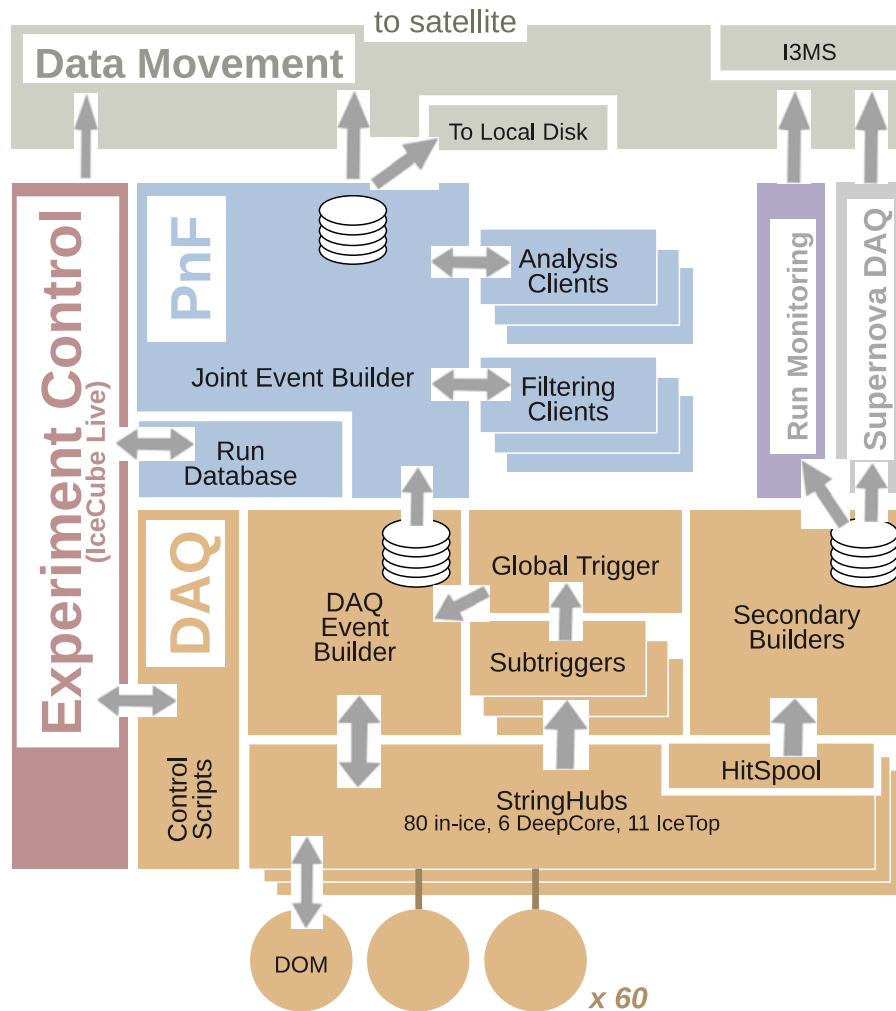 to satellite
Data Movement
I3MS
To Local Disk
Experiment Control
(IceCube Live)
PnF
Analysis
Clients
Joint Event Builder
Filtering
Clients
Run
Database
Run Monitoring
Supernova DAQ
DAQ
DAQ
Event
Builder
Global Trigger
Subtriggers
Secondary
Builders
Control
Scripts
HitSpool
StringHubs
80 in-ice, 6 DeepCore, 11 IceTop
DOM
x 60